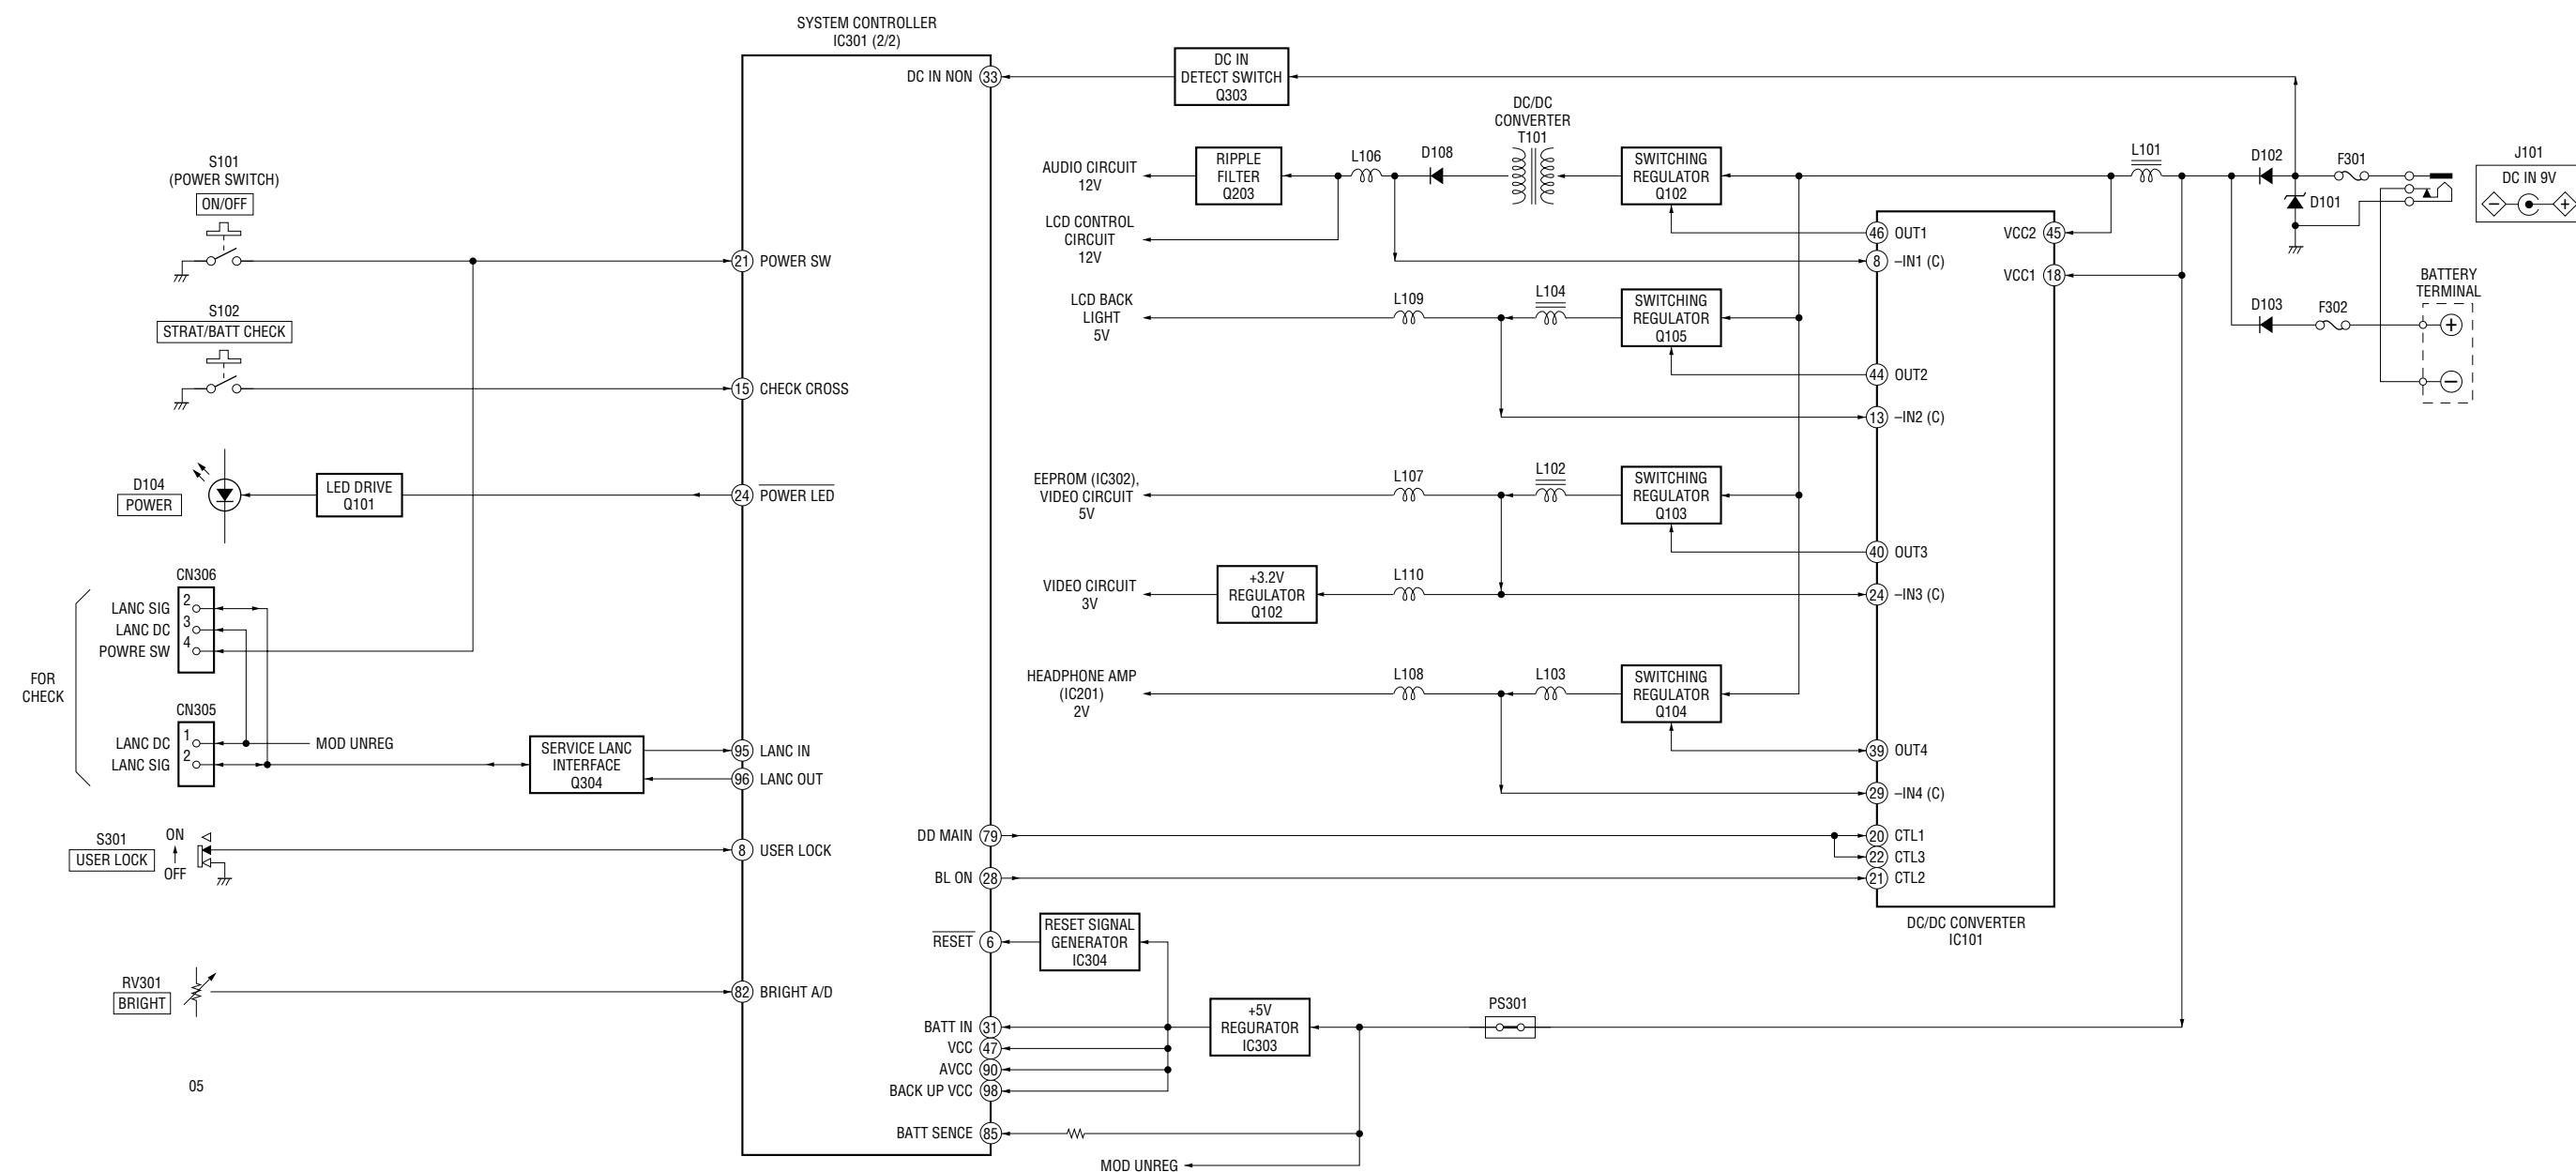 SYSTEM CONTROLLER
IC301 (2/2)
DC IN NON 33
DC IN
DETECT SWITCH
Q303
S101
(POWER SWITCH)
ON/OFF
21 POWER SW
S102
STRAT/BATT CHECK
15 CHECK CROSS
D104
POWER
LED DRIVE
Q101
24 POWER LED
FOR
CHECK
CN306
LANC SIG 2
LANC DC 3
POWRE SW 4
CN305
LANC DC 1
LANC SIG 2
MOD UNREG
SERVICE LANC
INTERFACE
Q304
95 LANC IN
96 LANC OUT
S301
USER LOCK
ON
OFF
8 USER LOCK
RV301
BRIGHT
82 BRIGHT A/D
05
AUDIO CIRCUIT
12V
RIPPLE
FILTER
Q203
L106
D108
DC/DC
CONVERTER
T101
SWITCHING
REGULATOR
Q102
LCD CONTROL
CIRCUIT
12V
LCD BACK
LIGHT
5V
L109
L104
SWITCHING
REGULATOR
Q105
EEPROM (IC302),
VIDEO CIRCUIT
5V
L107
L102
SWITCHING
REGULATOR
Q103
VIDEO CIRCUIT
3V
+3.2V
REGULATOR
Q102
L110
HEADPHONE AMP
(IC201)
2V
L108
L103
SWITCHING
REGULATOR
Q104
46 OUT1
8 –IN1 (C)
44 OUT2
13 –IN2 (C)
40 OUT3
24 –IN3 (C)
39 OUT4
29 –IN4 (C)
20 CTL1
22 CTL3
21 CTL2
VCC2 45
VCC1 18
DC/DC CONVERTER
IC101
L101
D102
D101
F301
J101
DC IN 9V
− +
D103
F302
BATTERY
TERMINAL
+
−
DD MAIN 79
BL ON 28
RESET 6
RESET SIGNAL
GENERATOR
IC304
BATT IN 31
VCC 47
AVCC 90
BACK UP VCC 98
BATT SENCE 85
+5V
REGURATOR
IC303
PS301
MOD UNREG